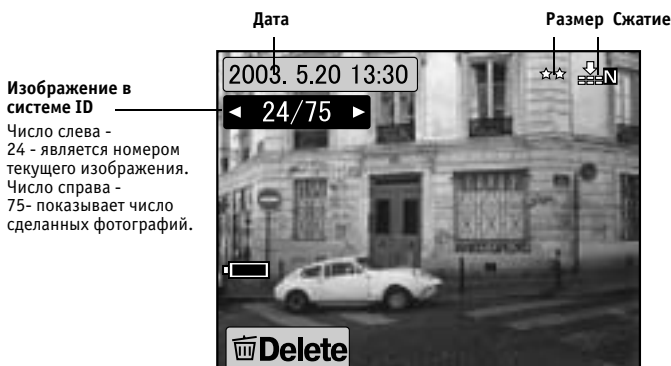 Дата
Размер Сжатие
2003. 5.20 13:30
N
24/75
Изображение в
системе ID
Число слева -
24 - является номером
текущего изображения.
Число справа -
75- показывает число
сделанных фотографий.
Delete